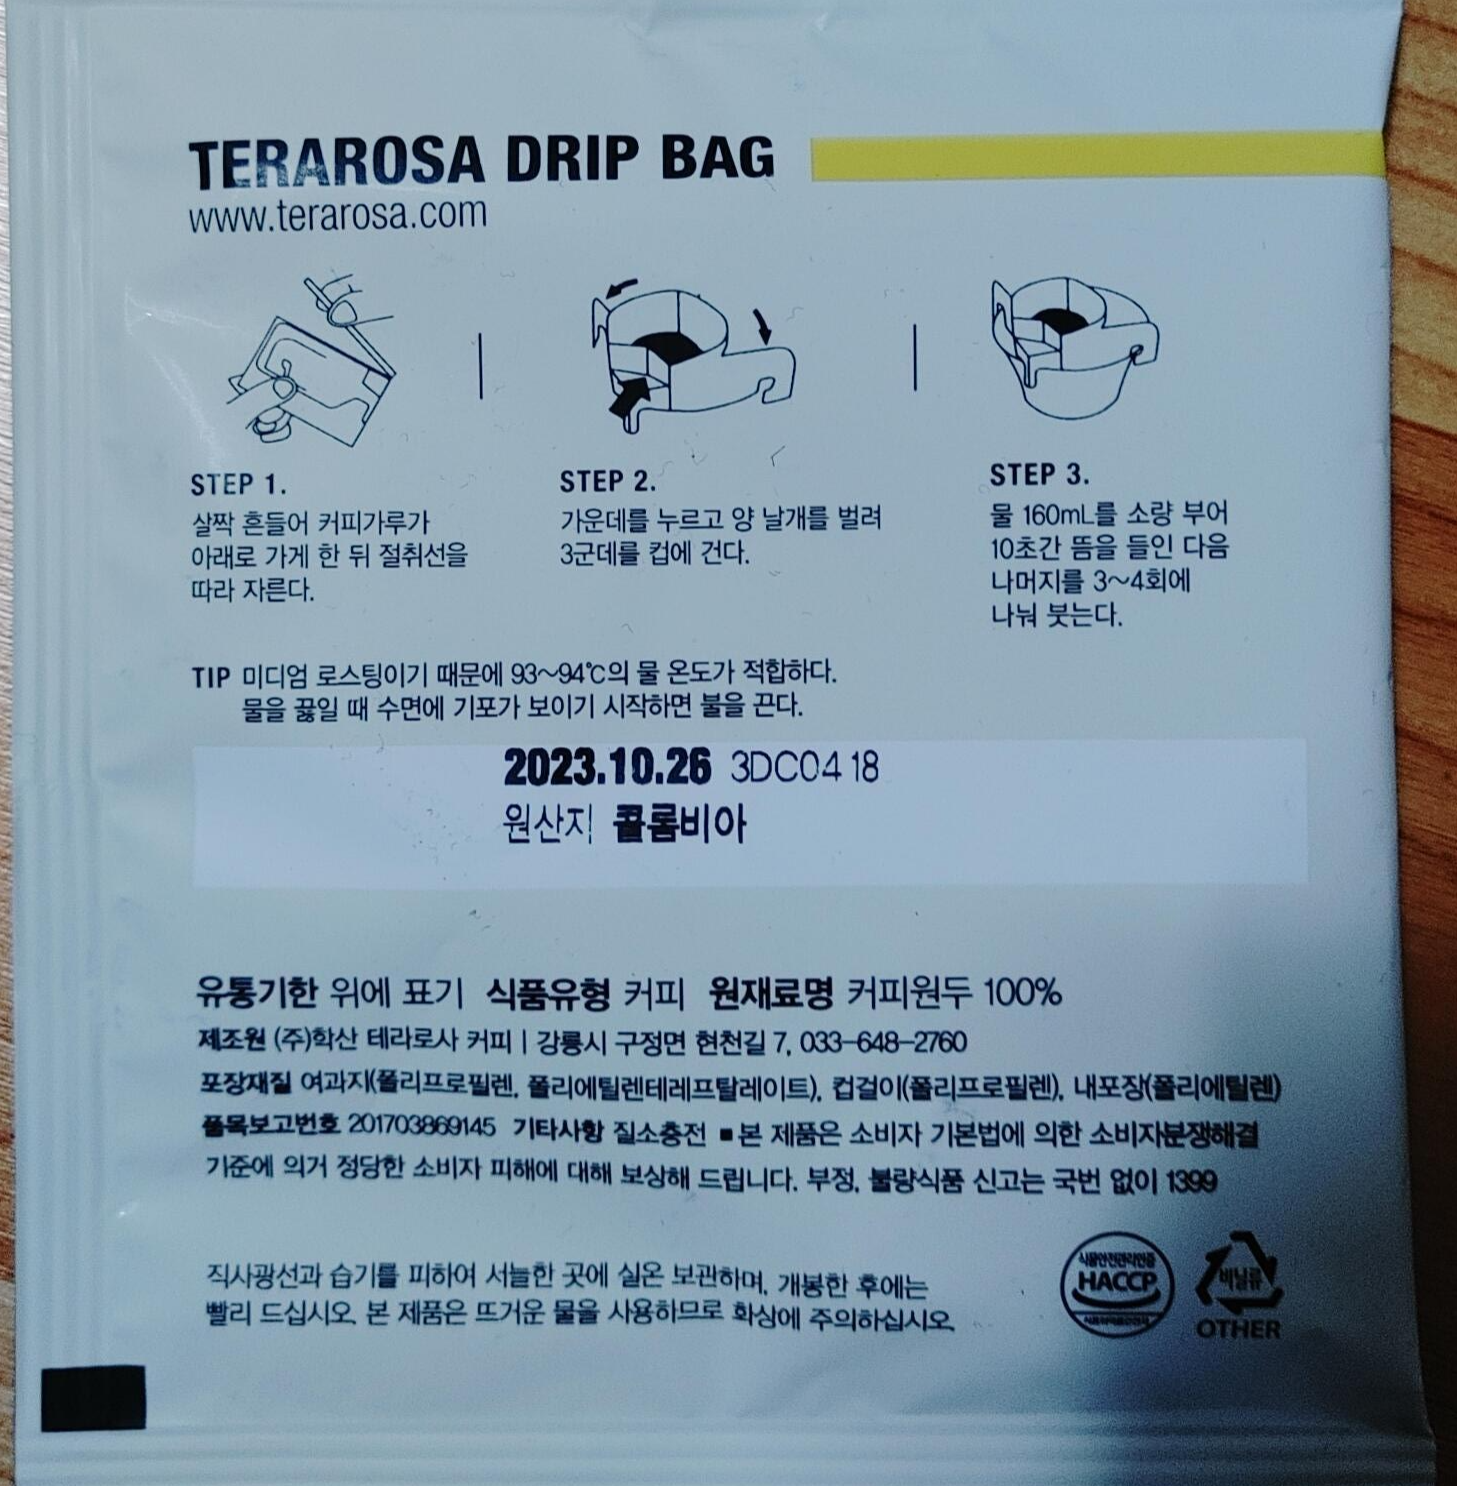 TERAROSA DRIP BAG
www.terarosa.com
STEP 1.
살짝 흔들어 커피가루가
아래로 가게 한 뒤 절취선을
따라 자른다.
STEP 2.
가운데를 누르고 양 날개를 벌려
3군데를 컵에 건다.
STEP 3.
물 160mL를 소량 부어
10초간 뜸을 들인 다음
나머지를 3~4회에
나눠 붓는다.
TIP 미디엄 로스팅이기 때문에 93~94℃의 물 온도가 적합하다.
물을 끓일 때 수면에 기포가 보이기 시작하면 불을 끈다.
2023.10.26 3DC0418
원산지 콜롬비아
유통기한 위에 표기 식품유형 커피 원재료명 커피원두 100%
제조원 (주)학산 테라로사 커피 | 강릉시 구정면 현천길 7, 033-648-2760
포장재질 여과지(폴리프로필렌, 폴리에틸렌테레프탈레이트), 컵걸이(폴리프로필렌), 내포장(폴리에틸렌)
품목보고번호 201703869145 기타사항 질소충전 ■ 본 제품은 소비자 기본법에 의한 소비자분쟁해결
기준에 의거 정당한 소비자 피해에 대해 보상해 드립니다. 부정, 불량식품 신고는 국번 없이 1399
직사광선과 습기를 피하여 서늘한 곳에 실온 보관하며, 개봉한 후에는
빨리 드십시오. 본 제품은 뜨거운 물을 사용하므로 화상에 주의하십시오.
식품안전관리인증
HACCP
비닐류
OTHER